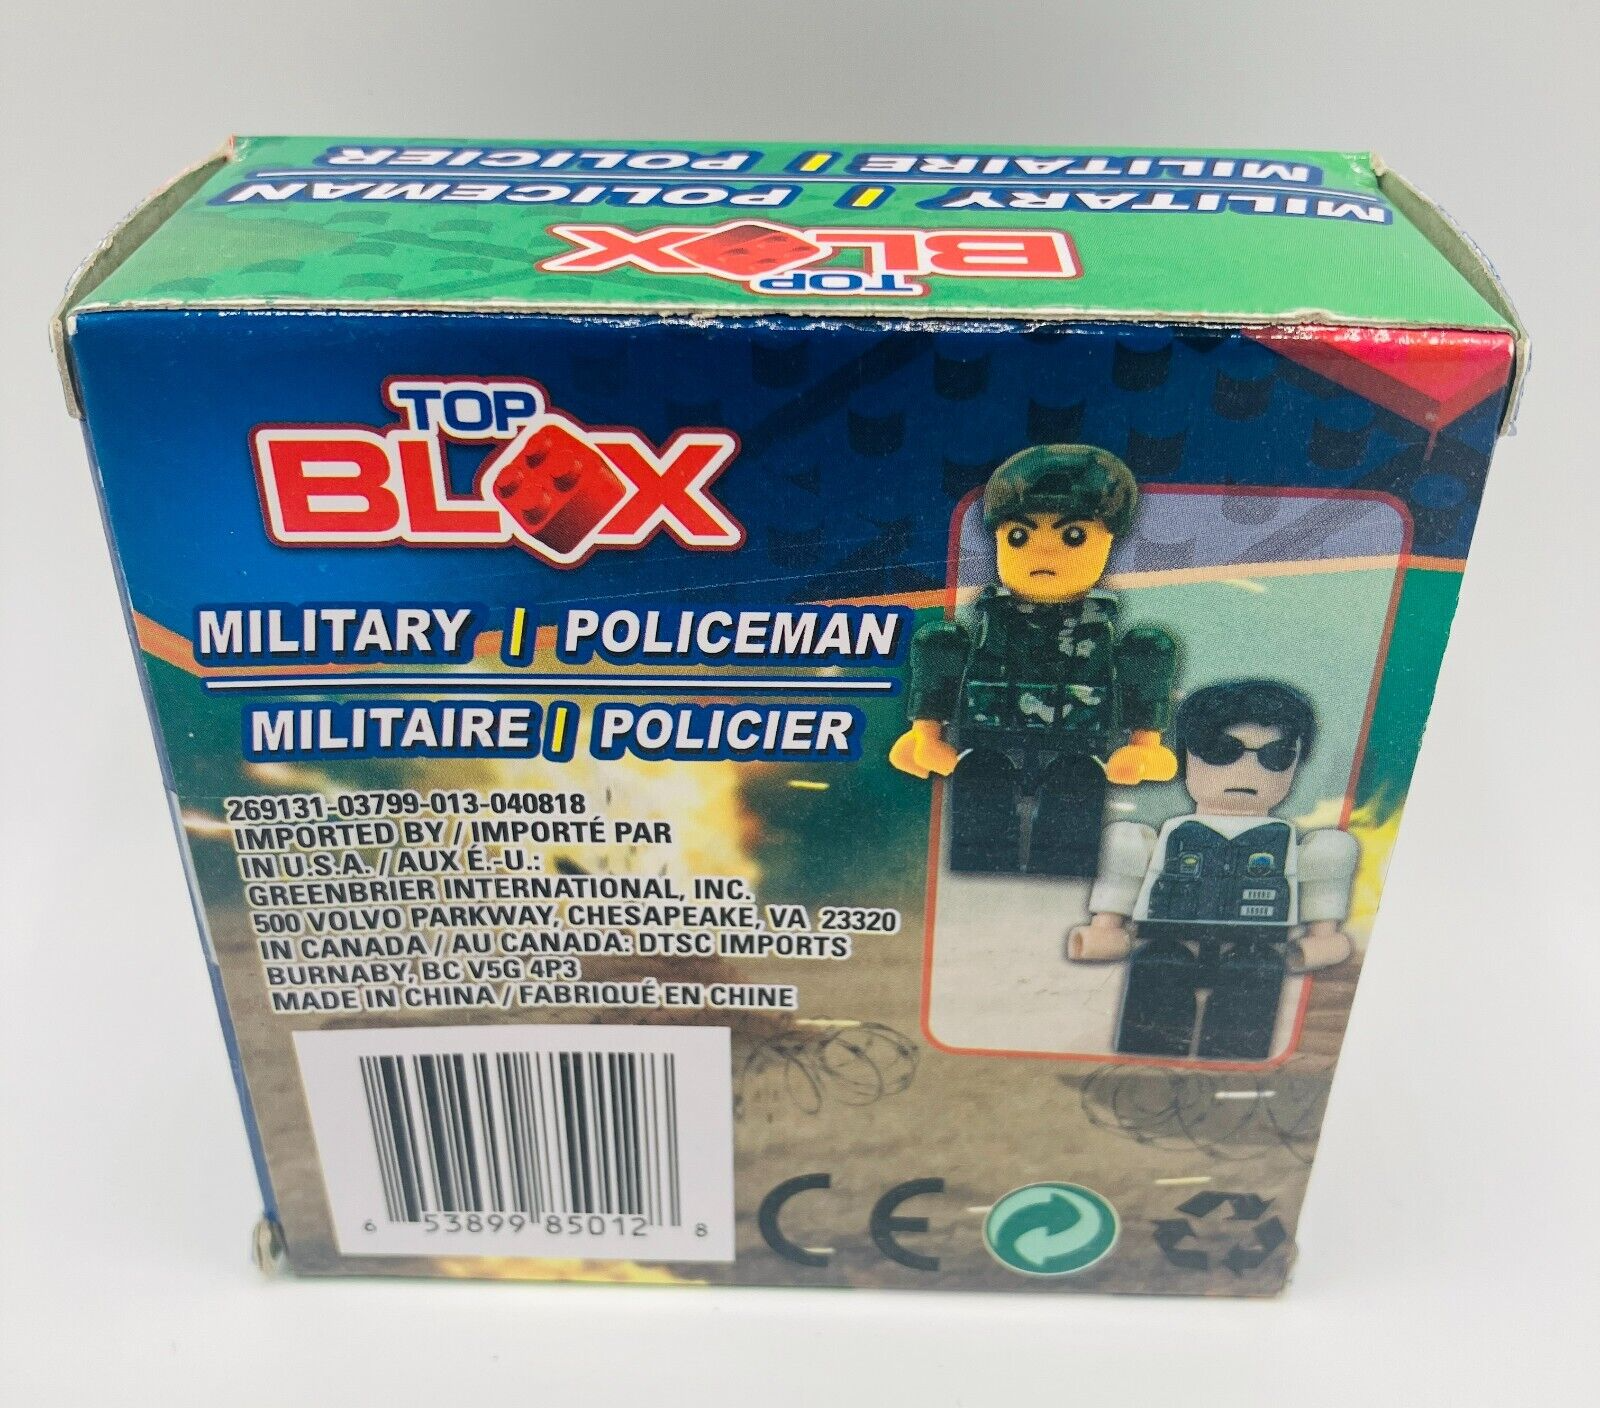 MILITAIRE | POLICIER
MILITARY | POLICEMAN
TOP
BLOX
TOP
BLOX
MILITARY | POLICEMAN
MILITAIRE | POLICIER
269131-03799-013-040818
IMPORTED BY / IMPORTÉ PAR
IN U.S.A. / AUX É.-U.:
GREENBRIER INTERNATIONAL, INC.
500 VOLVO PARKWAY, CHESAPEAKE, VA 23320
IN CANADA / AU CANADA: DTSC IMPORTS
BURNABY, BC V5G 4P3
MADE IN CHINA / FABRIQUÉ EN CHINE
6 53899 85012 8
CE